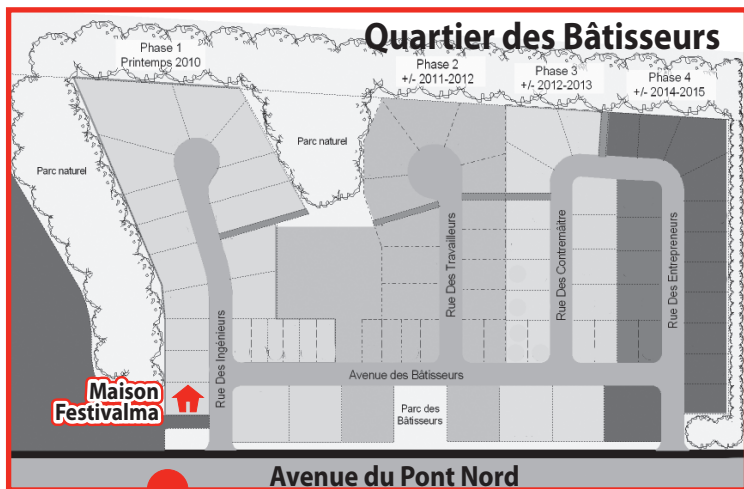 Quartier des Bâtisseurs
Phase 1
Printemps 2010
Phase 2
+/- 2011-2012
Phase 3
+/- 2012-2013
Phase 4
+/- 2014-2015
Parc naturel
Parc naturel
Rue Des Ingénieurs
Rue Des Travailleurs
Rue Des Contremâitre
Rue Des Entrepreneurs
Avenue des Bâtisseurs
Maison
Festivalma
Parc des
Bâtisseurs
Avenue du Pont Nord